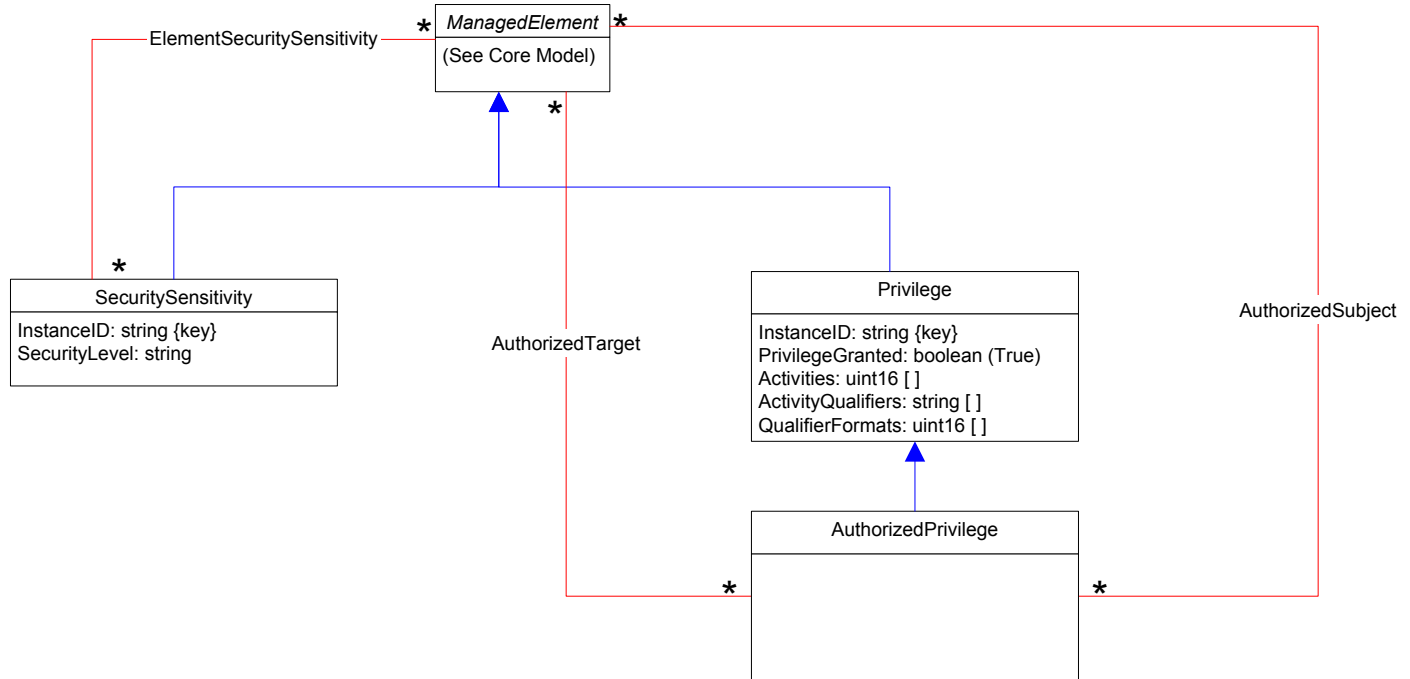 *
ManagedElement
*
ElementSecuritySensitivity
(See Core Model)
*
*
SecuritySensitivity
InstanceID: string {key}
SecurityLevel: string
Privilege
InstanceID: string {key}
PrivilegeGranted: boolean (True)
Activities: uint16 [ ]
ActivityQualifiers: string [ ]
QualifierFormats: uint16 [ ]
AuthorizedSubject
AuthorizedTarget
AuthorizedPrivilege
*
*